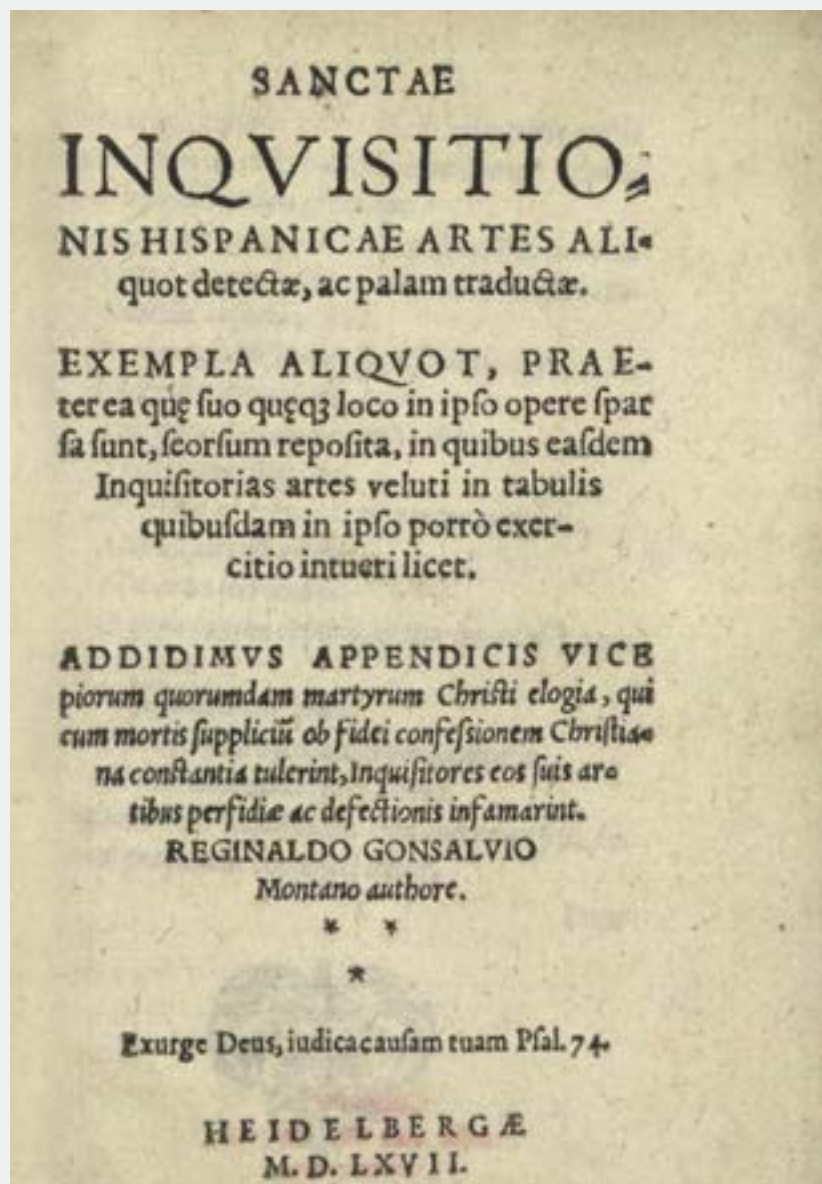 SANCTAE
INQVISITIO⸗
NIS HISPANICAE ARTES ALI⸗
quot detectæ, ac palam traductæ.
EXEMPLA ALIQVOT, PRAE-
ter ea quę ſuo quęqꝫ loco in ipſo opere ſpar
ſa ſunt, ſeorſum repoſita, in quibus eaſdem
Inquiſitorias artes veluti in tabulis
quibuſdam in ipſo porrò exer-
citio intueri licet.
ADDIDIMVS APPENDICIS VICE
piorum quorumdam martyrum Chriſti elogia, qui
cum mortis ſuppliciū ob fidei confeſsionem Chriſtia⸗
na conſtantia tulerint, Inquiſitores eos ſuis ar⸗
tibus perfidiæ ac defectionis infamarint.
REGINALDO GONSALVIO
Montano authore.
* *
*
Exurge Deus, iudica cauſam tuam Pſal. 74.
HEIDELBERGÆ
M. D. LXVII.